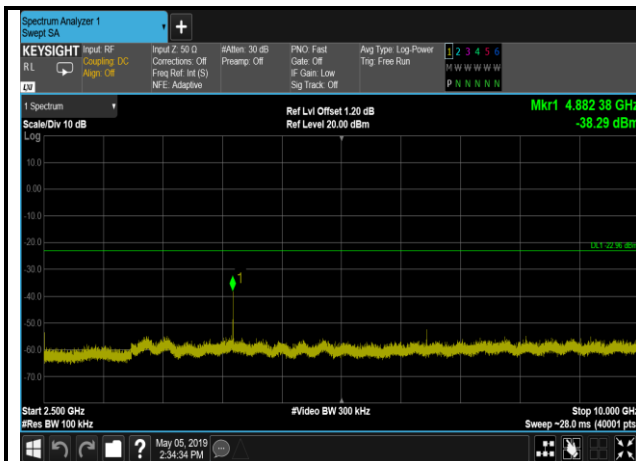 Spectrum Analyzer 1
Swept SA
+
KEYSIGHT Input: RF Input Z: 50 Ω #Atten: 30 dB PNO: Fast Avg Type: Log-Power 1 2 3 4 5 6
RL Coupling: DC Corrections: Off Preamp: Off Gate: Off Trig: Free Run M W W W W W
Align: Off Freq Ref: Int (S) IF Gain: Low
LXI NFE: Adaptive Sig Track: Off P N N N N N
1 Spectrum Ref Lvl Offset 1.20 dB Mkr1 4.882 38 GHz
Scale/Div 10 dB Ref Level 20.00 dBm -38.29 dBm
Log
10.0
0.00
-10.0
-20.0
DL1 -22.96 dBm
-30.0
1
-40.0
-50.0
-60.0
-70.0
Start 2.500 GHz #Video BW 300 kHz Stop 10.000 GHz
#Res BW 100 kHz Sweep ~28.0 ms (40001 pts)
? May 05, 2019
2:34:34 PM